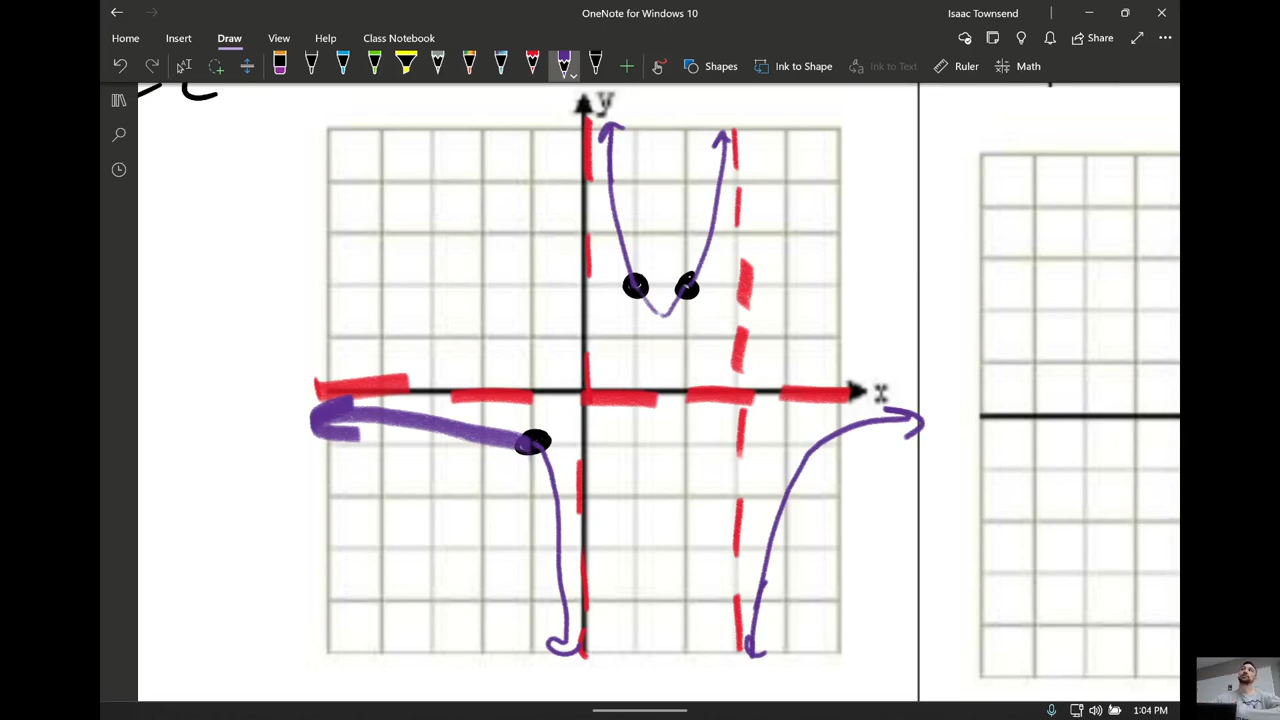 OneNote for Windows 10
Isaac Townsend
Home Insert Draw View Help Class Notebook
Share
Shapes Ink to Shape Ink to Text Ruler Math
y
x
1:04 PM